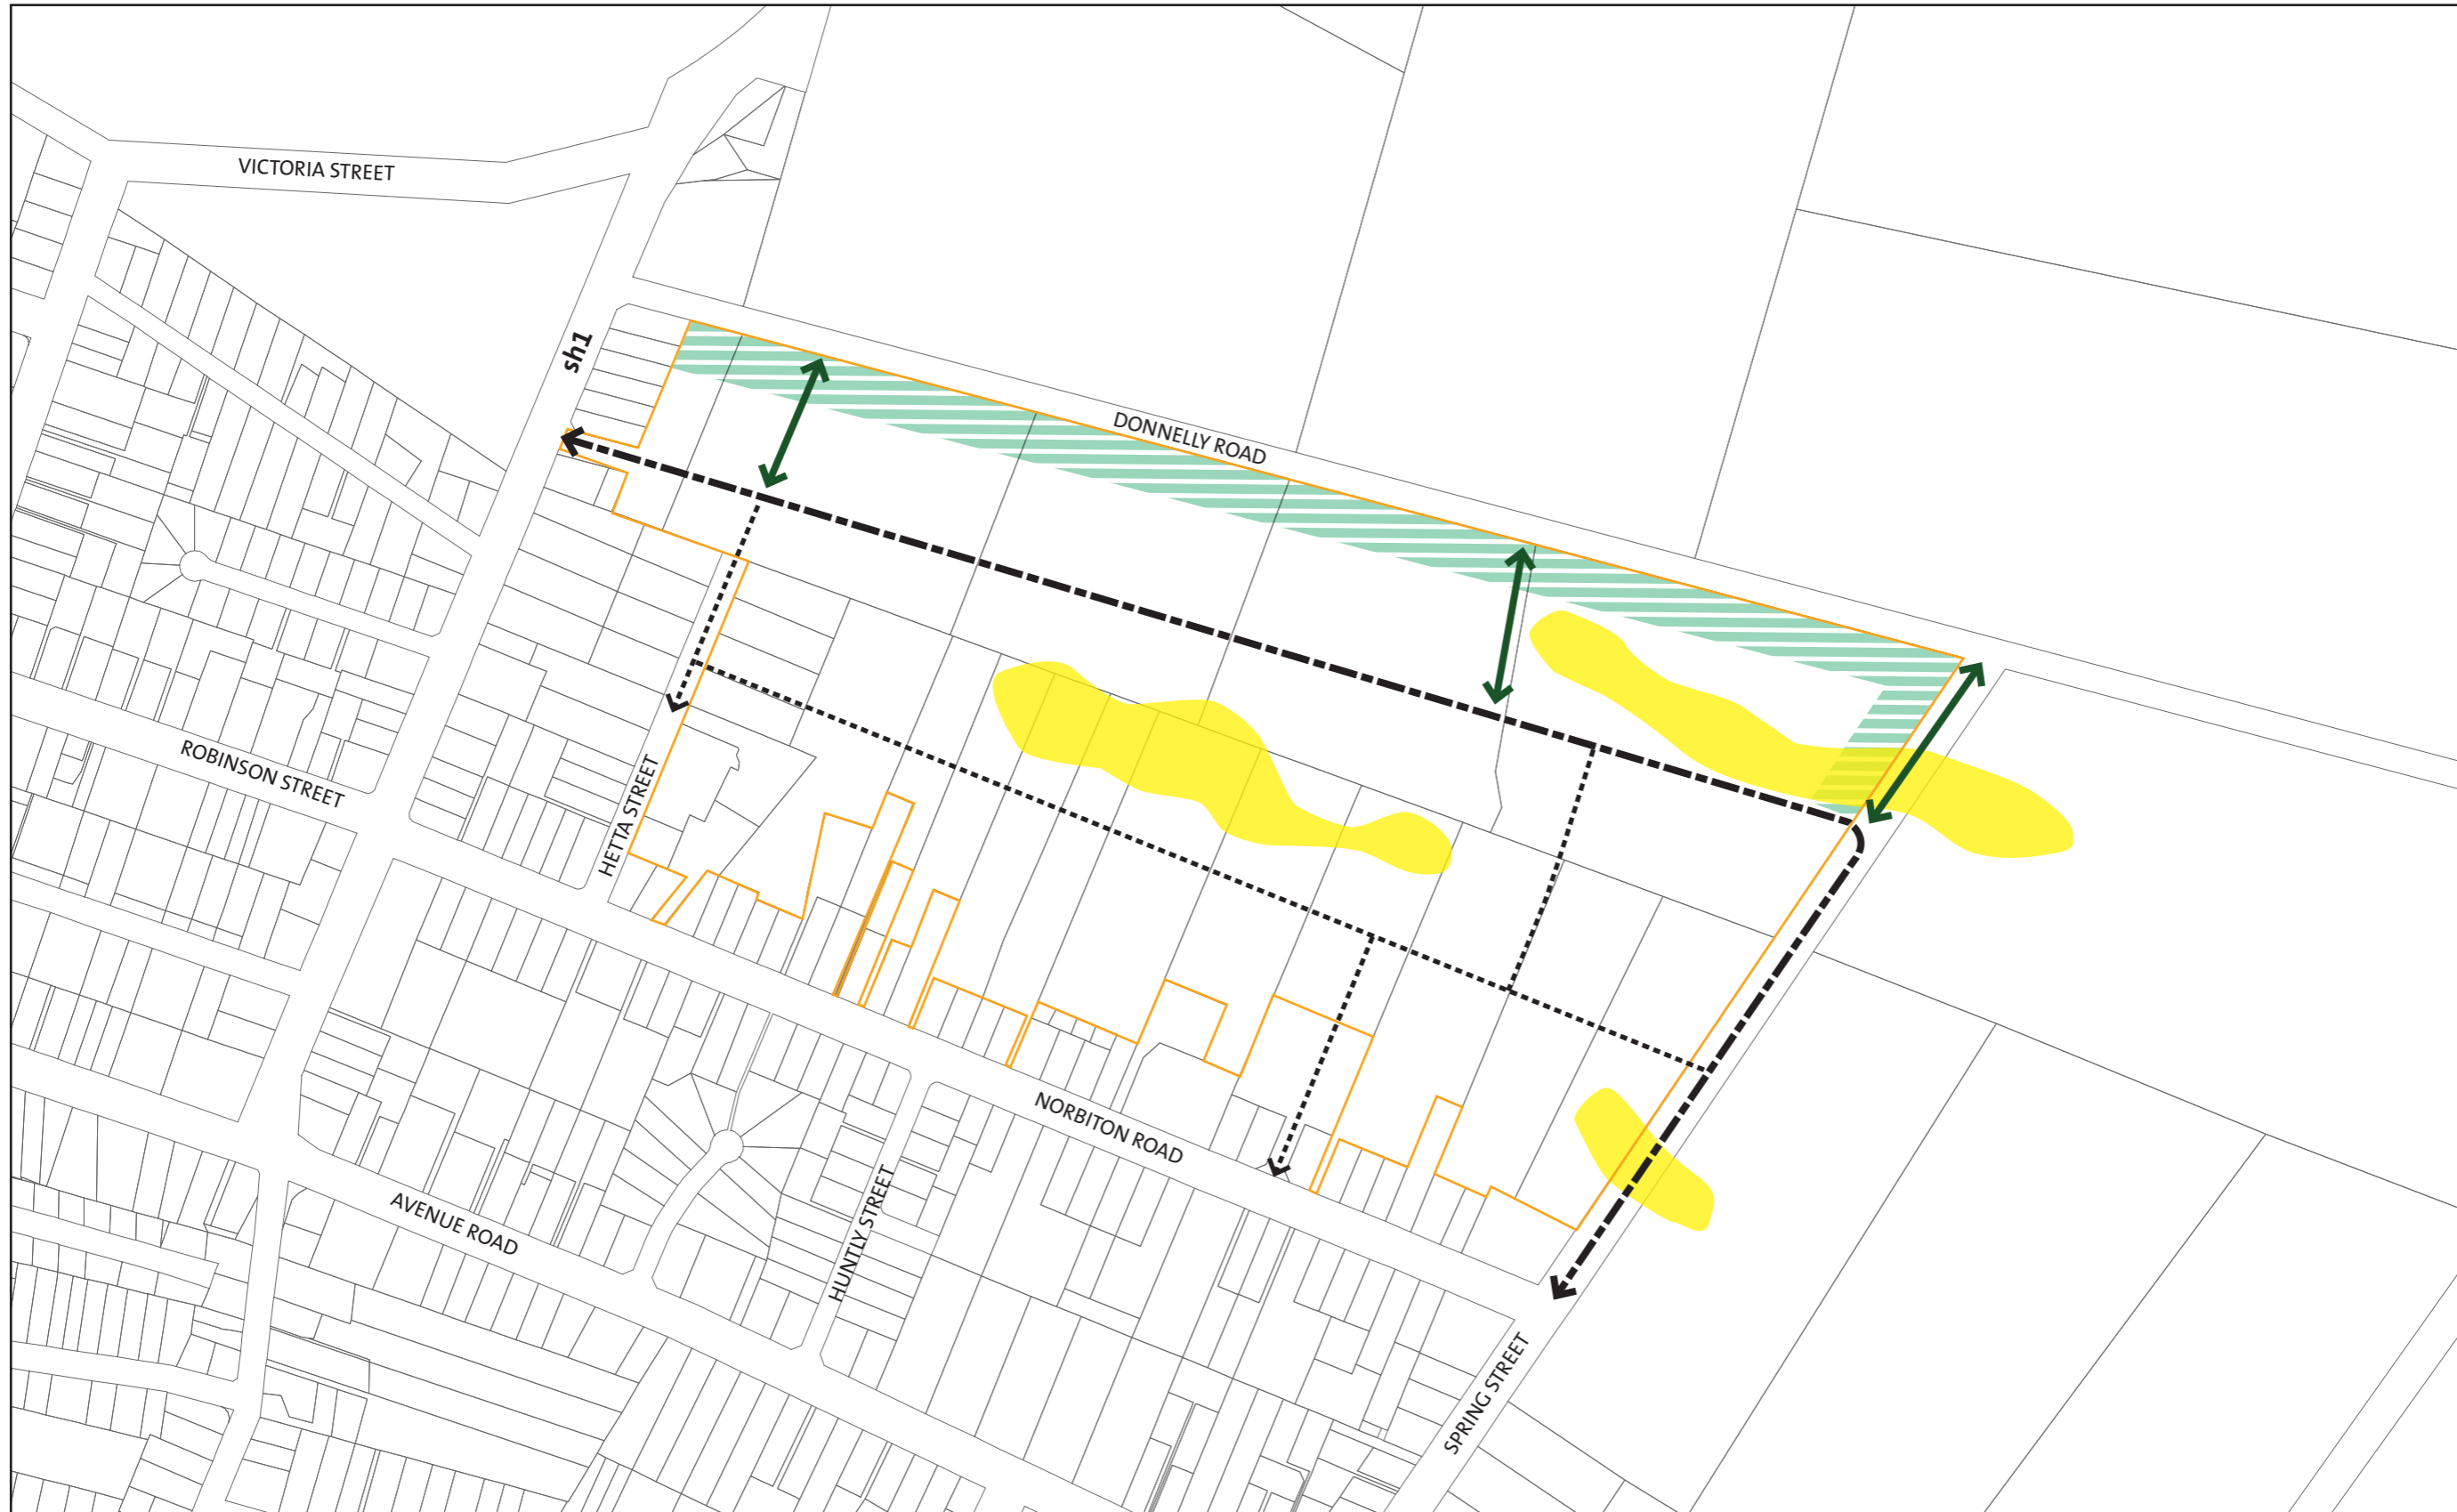 VICTORIA STREET
sh1
DONNELLY ROAD
ROBINSON STREET
HETTA STREET
NORBITON ROAD
AVENUE ROAD
HUNTLY STREET
SPRING STREET